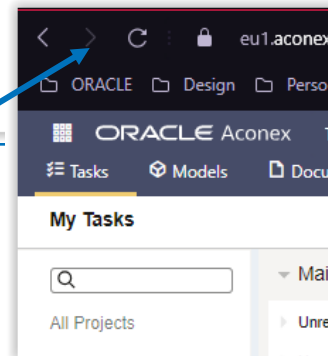 eu1.aconex
ORACLE Design Perso
ORACLE Aconex
Tasks Models Docu
My Tasks
Mai
All Projects Unre